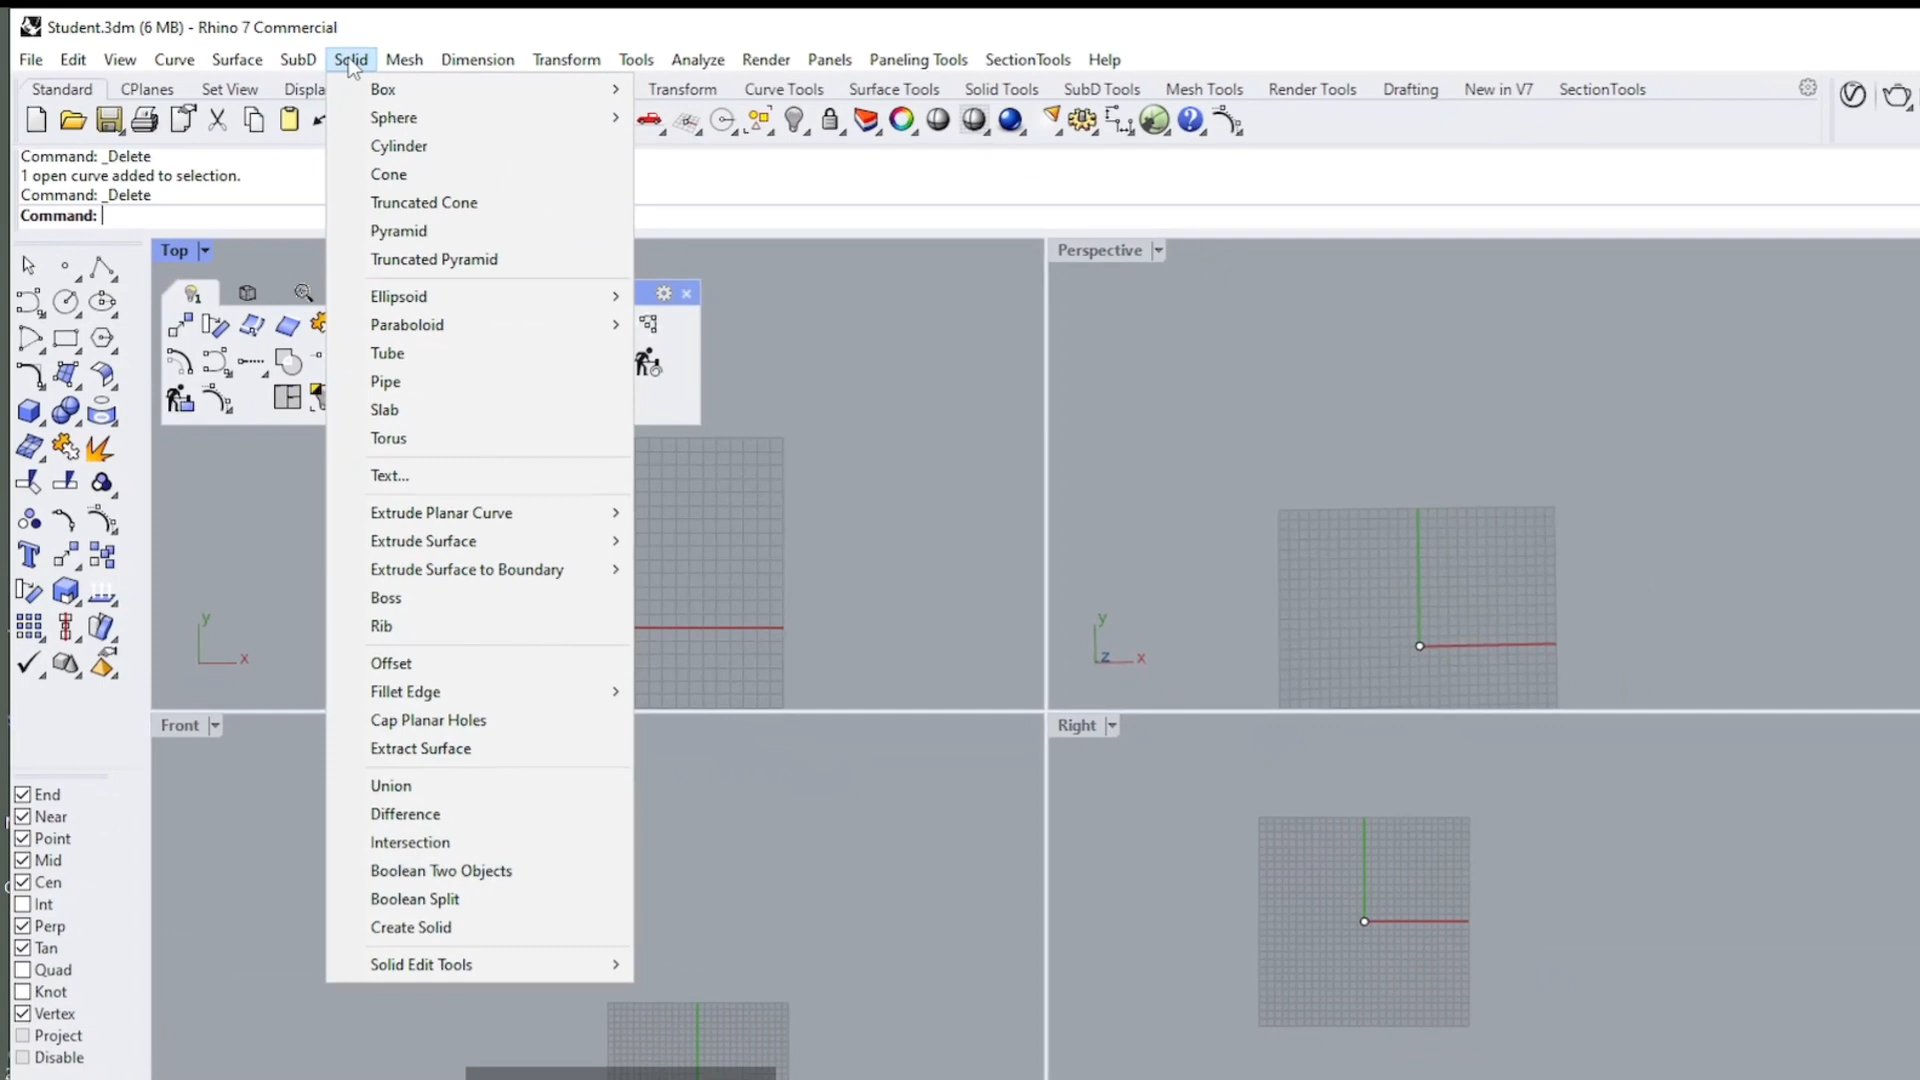 Student.3dm (6 MB) - Rhino 7 Commercial
File Edit View Curve Surface SubD Solid Mesh Dimension Transform Tools Analyze Render Panels Paneling Tools SectionTools Help
Standard CPlanes Set View Displa Transform Curve Tools Surface Tools Solid Tools SubD Tools Mesh Tools Render Tools Drafting New in V7 SectionTools
Command: _Delete
1 open curve added to selection.
Command: _Delete
Command:
Box
Sphere
Cylinder
Cone
Truncated Cone
Pyramid
Truncated Pyramid
Ellipsoid
Paraboloid
Tube
Pipe
Slab
Torus
Text...
Extrude Planar Curve
Extrude Surface
Extrude Surface to Boundary
Boss
Rib
Offset
Fillet Edge
Cap Planar Holes
Extract Surface
Union
Difference
Intersection
Boolean Two Objects
Boolean Split
Create Solid
Solid Edit Tools
Top
y
x
Perspective
y
z x
Front
Right
End
Near
Point
Mid
Cen
Int
Perp
Tan
Quad
Knot
Vertex
Project
Disable